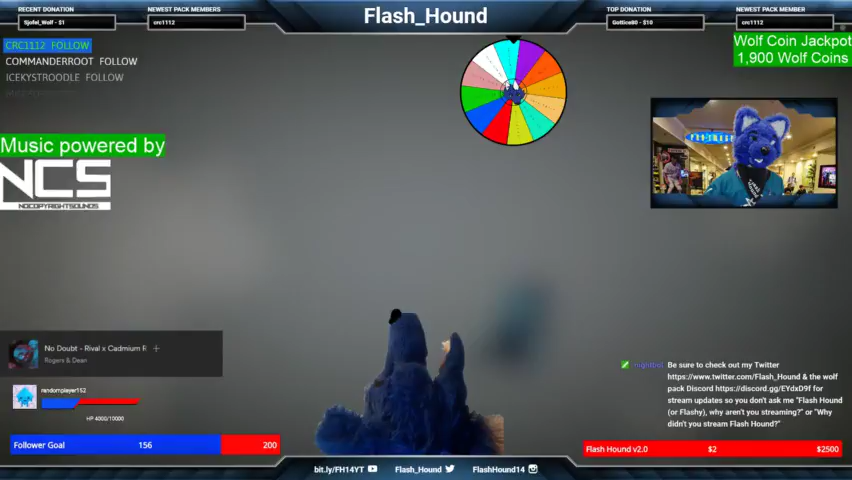 RECENT DONATION
Sjofel_Wolf - $1
NEWEST PACK MEMBERS
crc1112
Flash_Hound
TOP DONATION
Gottice80 - $10
NEWEST PACK MEMBER
crc1112
CRC1112 FOLLOW
COMMANDERROOT FOLLOW
ICEKYSTROODLE FOLLOW
Wolf Coin Jackpot
1,900 Wolf Coins
Music powered by
NCS
NOCOPYRIGHTSOUNDS
No Doubt - Rival x Cadmium R
Rogers & Dean
randomplayer152
HP 4000/10000
Follower Goal 156 200
nightbot Be sure to check out my Twitter
https://www.twitter.com/Flash_Hound & the wolf
pack Discord https://discord.gg/EYdxD9f for
stream updates so you don't ask me "Flash Hound
(or Flashy), why aren't you streaming?" or "Why
didn't you stream Flash Hound?"
Flash Hound v2.0 $2 $2500
bit.ly/FH14YT Flash_Hound FlashHound14